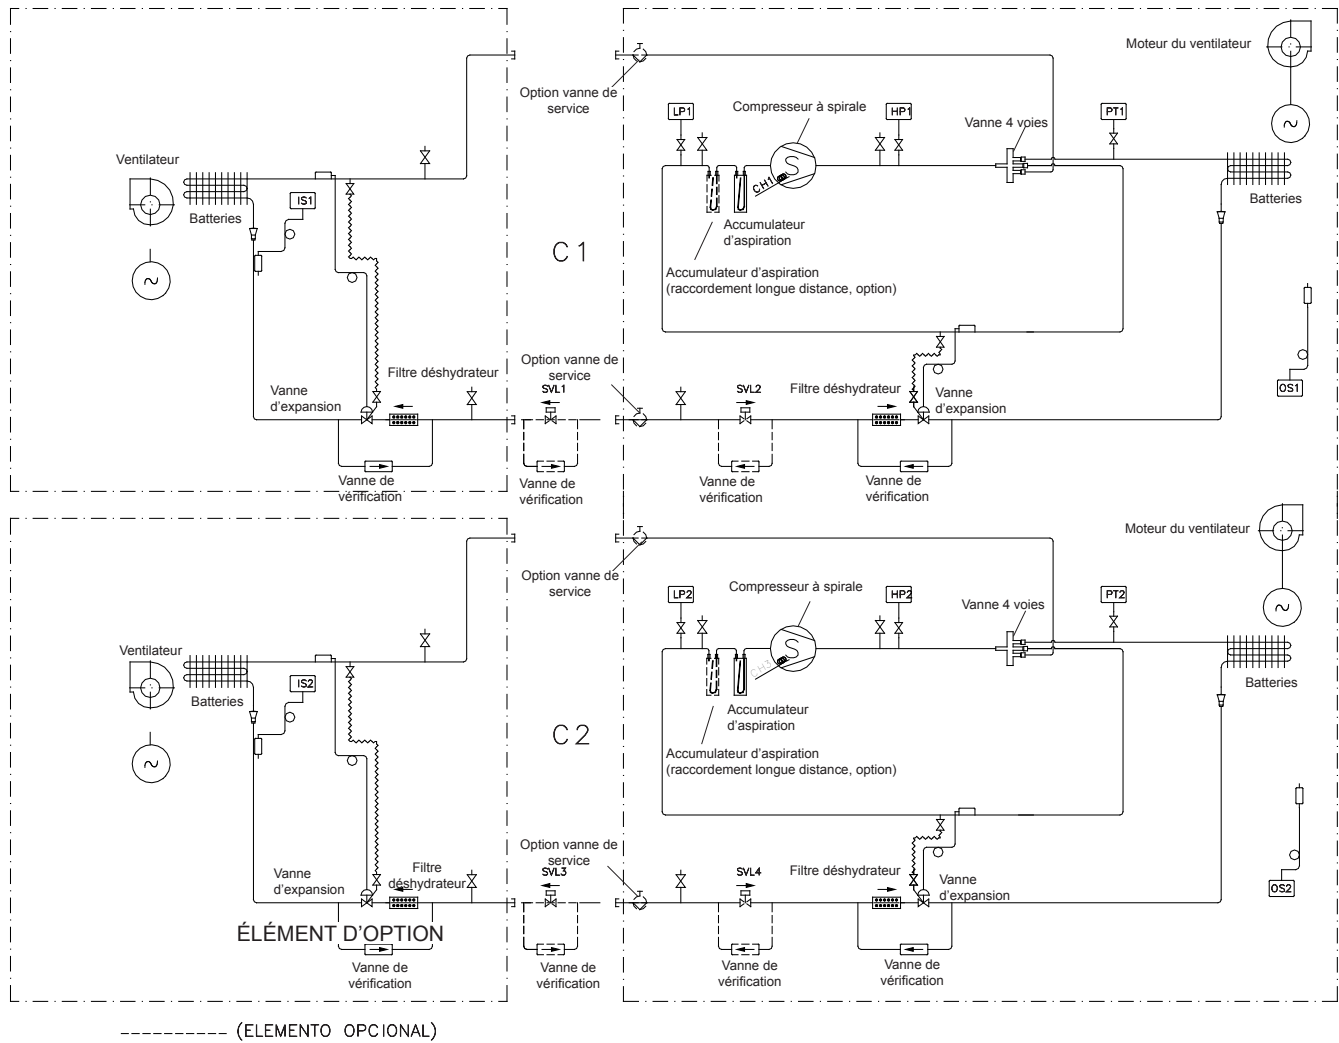 Moteur du ventilateur
Option vanne de
service
Compresseur à spirale
LP1
HP1
Vanne 4 voies
PT1
Ventilateur
Batteries
IS1
CH1
S
Batteries
C1
Accumulateur
d'aspiration
Accumulateur d'aspiration
(raccordement longue distance, option)
Option vanne de
service
Filtre déshydrateur
Vanne
d'expansion
SVL1
SVL2
Filtre déshydrateur
Vanne
d'expansion
OS1
Vanne de
vérification
Vanne de
vérification
Vanne de
vérification
Vanne de
vérification
Moteur du ventilateur
Option vanne de
service
Compresseur à spirale
LP2
HP2
Vanne 4 voies
PT2
Ventilateur
Batteries
IS2
CH3
S
Batteries
C2
Accumulateur
d'aspiration
Accumulateur d'aspiration
(raccordement longue distance, option)
Option vanne de
service
Filtre
déshydrateur
Vanne
d'expansion
SVL3
SVL4
Filtre déshydrateur
Vanne
d'expansion
OS2
ÉLÉMENT D'OPTION
Vanne de
vérification
Vanne de
vérification
Vanne de
vérification
Vanne de
vérification
(ELEMENTO OPCIONAL)